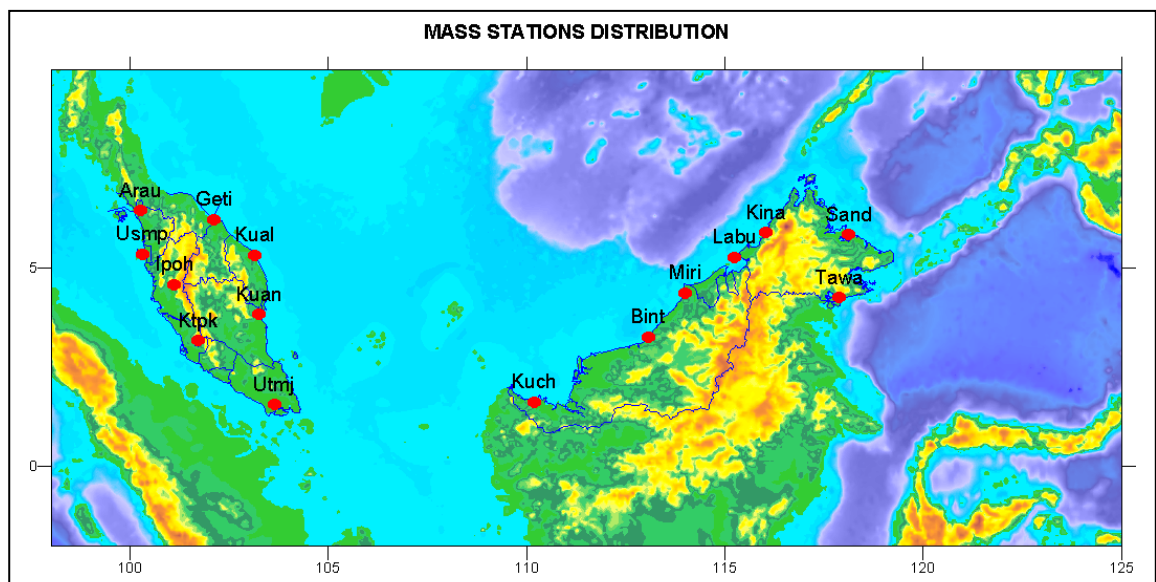 MASS STATIONS DISTRIBUTION
Arau
Geti
Usmp
Kual
Ipoh
Kuan
Ktpk
Utmj
Kina
Sand
Labu
Miri
Tawa
Bint
Kuch
5
0
100
105
110
115
120
125